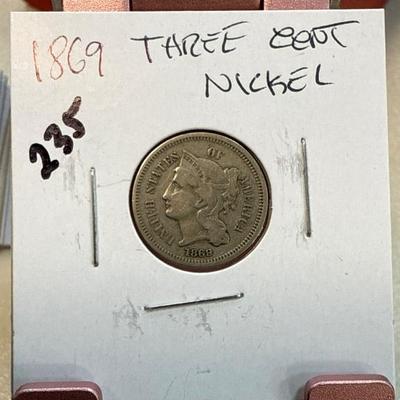 1869 THREE CENT
NICKEL
235
UNITED STATES OF AMERICA
1869